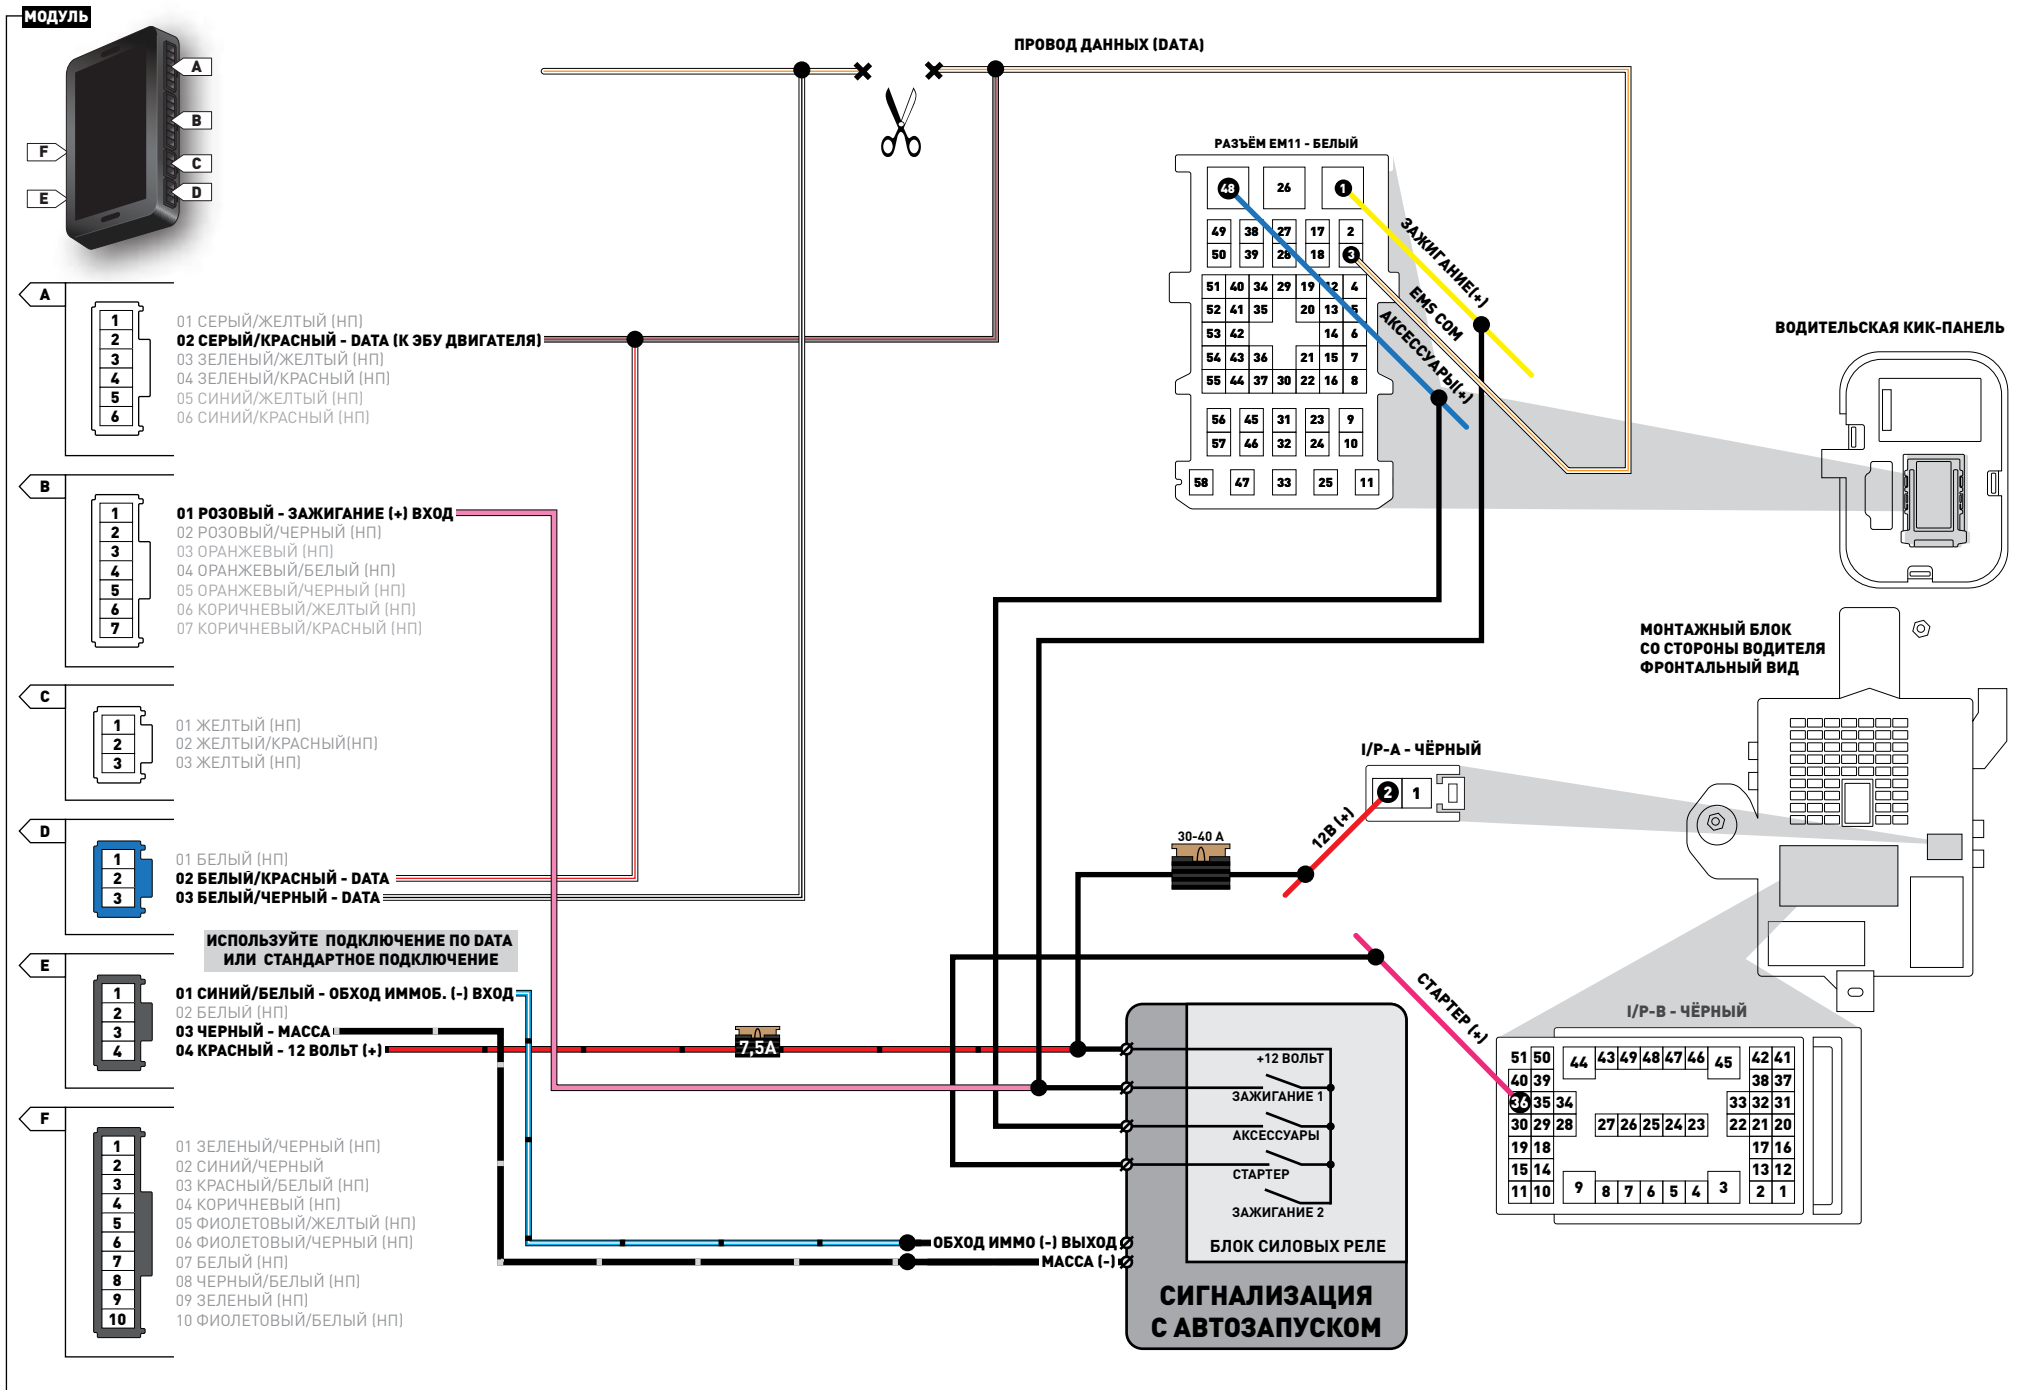 МОДУЛЬ
A
B
C
D
F
E
ПРОВОД ДАННЫХ (DATA)
РАЗЪЁМ EM11 - БЕЛЫЙ
48 26 1
49 38 27 17 2
50 39 28 18 3
51 40 34 29 19 12 4
52 41 35 20 13 5
53 42 14 6
54 43 36 21 15 7
55 44 37 30 22 16 8
56 45 31 23 9
57 46 32 24 10
58 47 33 25 11
ЗАЖИГАНИЕ(+)
EMS COM
АКСЕССУАРЫ(+)
ВОДИТЕЛЬСКАЯ КИК-ПАНЕЛЬ
A
1 01 СЕРЫЙ/ЖЕЛТЫЙ (НП)
2 02 СЕРЫЙ/КРАСНЫЙ - DATA (К ЭБУ ДВИГАТЕЛЯ)
3 03 ЗЕЛЕНЫЙ/ЖЕЛТЫЙ (НП)
4 04 ЗЕЛЕНЫЙ/КРАСНЫЙ (НП)
5 05 СИНИЙ/ЖЕЛТЫЙ (НП)
6 06 СИНИЙ/КРАСНЫЙ (НП)
B
1 01 РОЗОВЫЙ - ЗАЖИГАНИЕ (+) ВХОД
2 02 РОЗОВЫЙ/ЧЕРНЫЙ (НП)
3 03 ОРАНЖЕВЫЙ (НП)
4 04 ОРАНЖЕВЫЙ/БЕЛЫЙ (НП)
5 05 ОРАНЖЕВЫЙ/ЧЕРНЫЙ (НП)
6 06 КОРИЧНЕВЫЙ/ЖЕЛТЫЙ (НП)
7 07 КОРИЧНЕВЫЙ/КРАСНЫЙ (НП)
C
1 01 ЖЕЛТЫЙ (НП)
2 02 ЖЕЛТЫЙ/КРАСНЫЙ(НП)
3 03 ЖЕЛТЫЙ (НП)
D
1 01 БЕЛЫЙ (НП)
2 02 БЕЛЫЙ/КРАСНЫЙ - DATA
3 03 БЕЛЫЙ/ЧЕРНЫЙ - DATA
ИСПОЛЬЗУЙТЕ ПОДКЛЮЧЕНИЕ ПО DATA
ИЛИ СТАНДАРТНОЕ ПОДКЛЮЧЕНИЕ
E
1 01 СИНИЙ/БЕЛЫЙ - ОБХОД ИММОБ. (-) ВХОД
2 02 БЕЛЫЙ (НП)
3 03 ЧЕРНЫЙ - МАССА
4 04 КРАСНЫЙ - 12 ВОЛЬТ (+)
7,5А
F
1 01 ЗЕЛЕНЫЙ/ЧЕРНЫЙ (НП)
2 02 СИНИЙ/ЧЕРНЫЙ
3 03 КРАСНЫЙ/БЕЛЫЙ (НП)
4 04 КОРИЧНЕВЫЙ (НП)
5 05 ФИОЛЕТОВЫЙ/ЖЕЛТЫЙ (НП)
6 06 ФИОЛЕТОВЫЙ/ЧЕРНЫЙ (НП)
7 07 БЕЛЫЙ (НП)
8 08 ЧЕРНЫЙ/БЕЛЫЙ (НП)
9 09 ЗЕЛЕНЫЙ (НП)
10 10 ФИОЛЕТОВЫЙ/БЕЛЫЙ (НП)
МОНТАЖНЫЙ БЛОК
СО СТОРОНЫ ВОДИТЕЛЯ
ФРОНТАЛЬНЫЙ ВИД
I/P-A - ЧЁРНЫЙ
2 1
12В (+)
30-40 А
СТАРТЕР (+)
I/P-B - ЧЁРНЫЙ
51 50 44 43 49 48 47 46 45 42 41
40 39 38 37
36 35 34 33 32 31
30 29 28 27 26 25 24 23 22 21 20
19 18 17 16
15 14 13 12
11 10 9 8 7 6 5 4 3 2 1
+12 ВОЛЬТ
ЗАЖИГАНИЕ 1
АКСЕССУАРЫ
СТАРТЕР
ЗАЖИГАНИЕ 2
БЛОК СИЛОВЫХ РЕЛЕ
ОБХОД ИММО (-) ВЫХОД
МАССА (-)
СИГНАЛИЗАЦИЯ
С АВТОЗАПУСКОМ